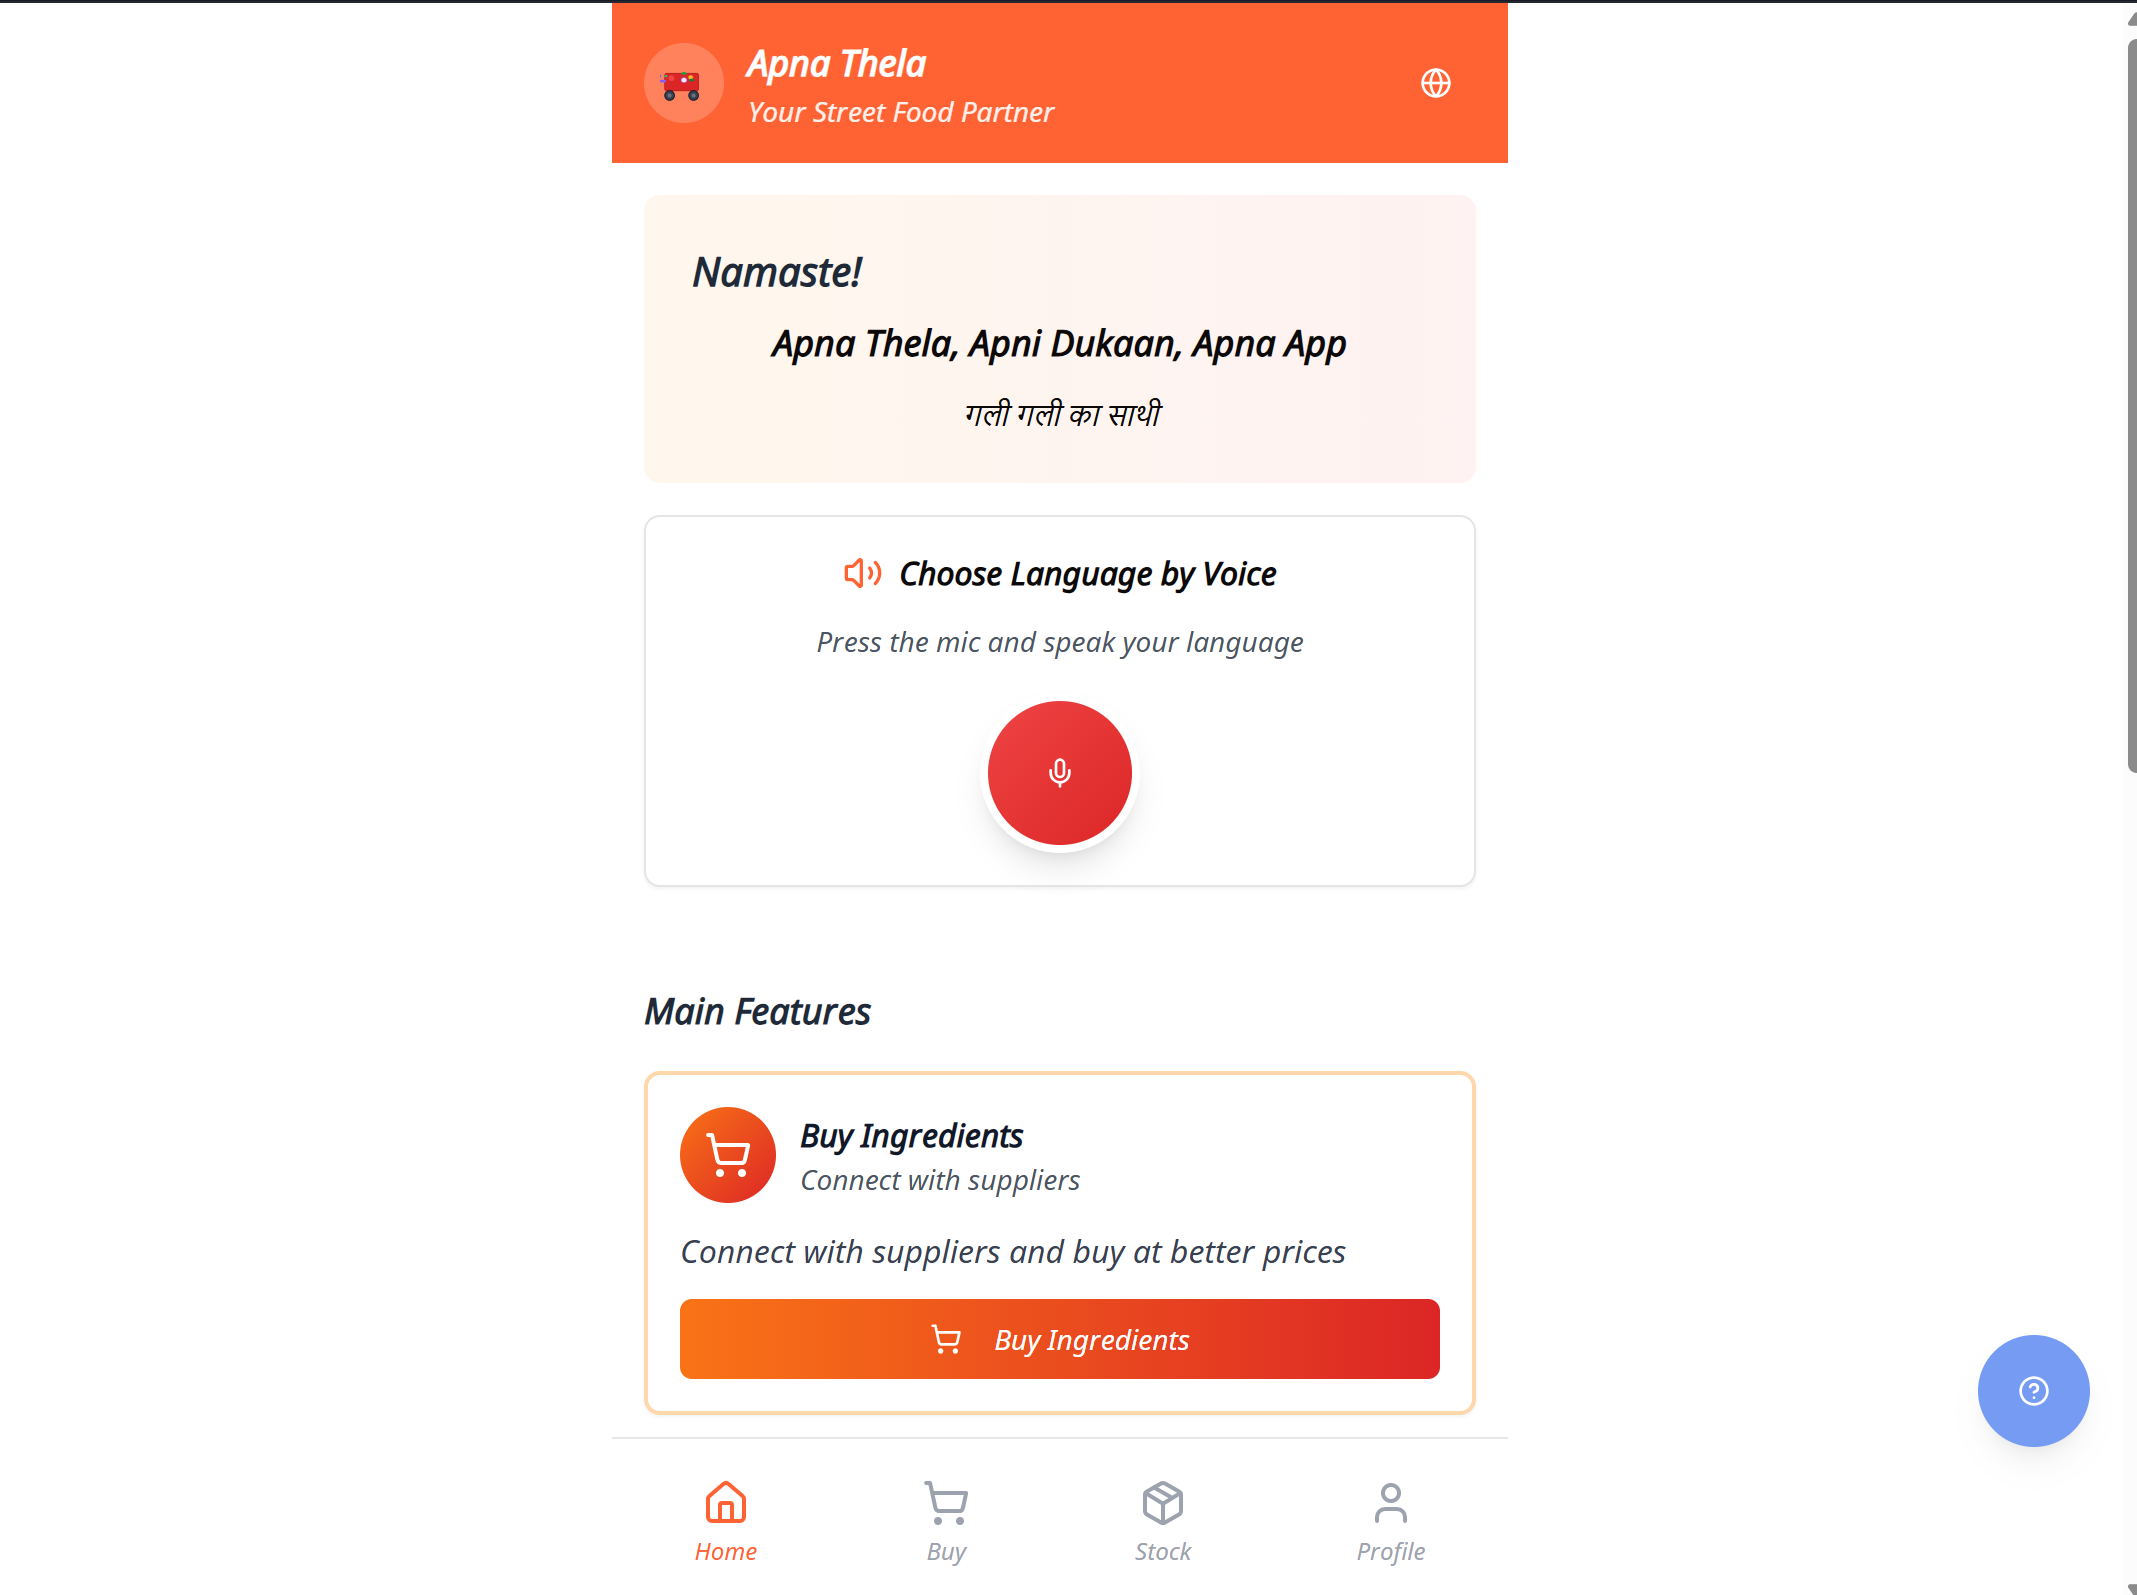 Apna Thela
Your Street Food Partner
Namaste!
Apna Thela, Apni Dukaan, Apna App
गली गली का साथी
Choose Language by Voice
Press the mic and speak your language
Main Features
Buy Ingredients
Connect with suppliers
Connect with suppliers and buy at better prices
Buy Ingredients
Home
Buy
Stock
Profile